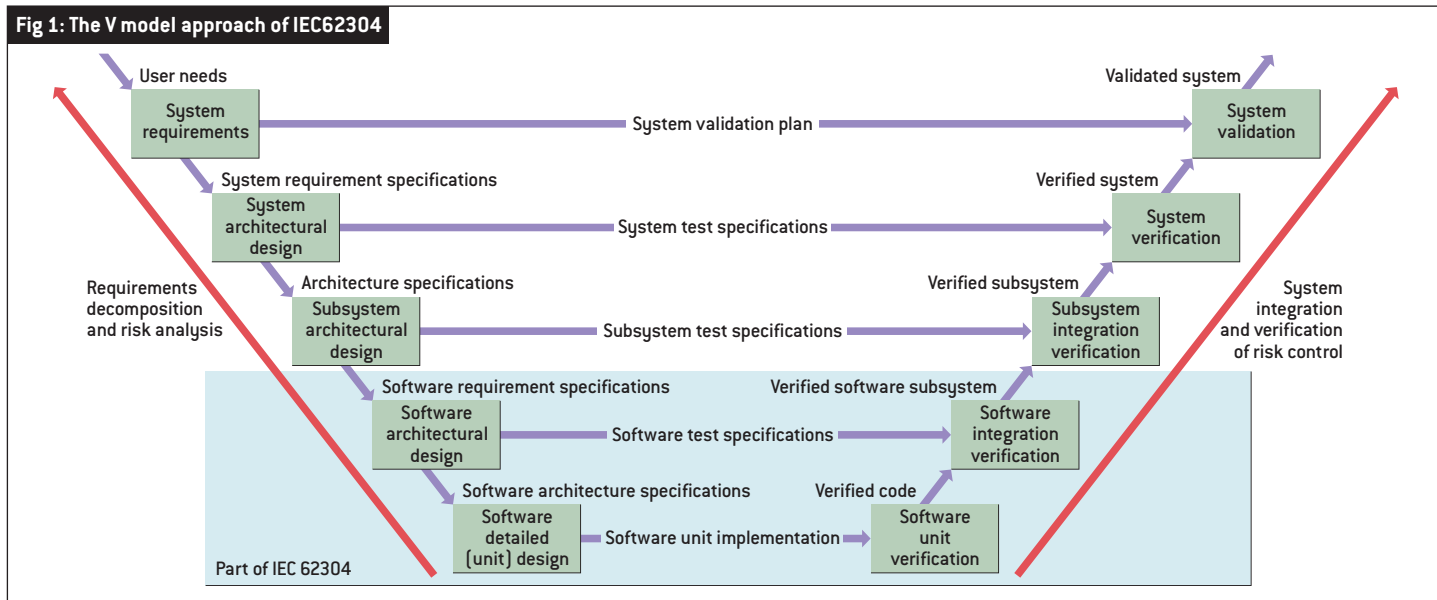 Fig 1: The V model approach of IEC62304
User needs
Validated system
System
requirements
System validation plan
System
validation
System requirement specifications
Verified system
System
architectural
design
System test specifications
System
verification
Architecture specifications
Verified subsystem
Requirements
decomposition
and risk analysis
Subsystem
architectural
design
Subsystem test specifications
Subsystem
integration
verification
System
integration
and verification
of risk control
Software requirement specifications
Verified software subsystem
Software
architectural
design
Software test specifications
Software
integration
verification
Software architecture specifications
Verified code
Software
detailed
(unit) design
Software unit implementation
Software
unit
verification
Part of IEC 62304